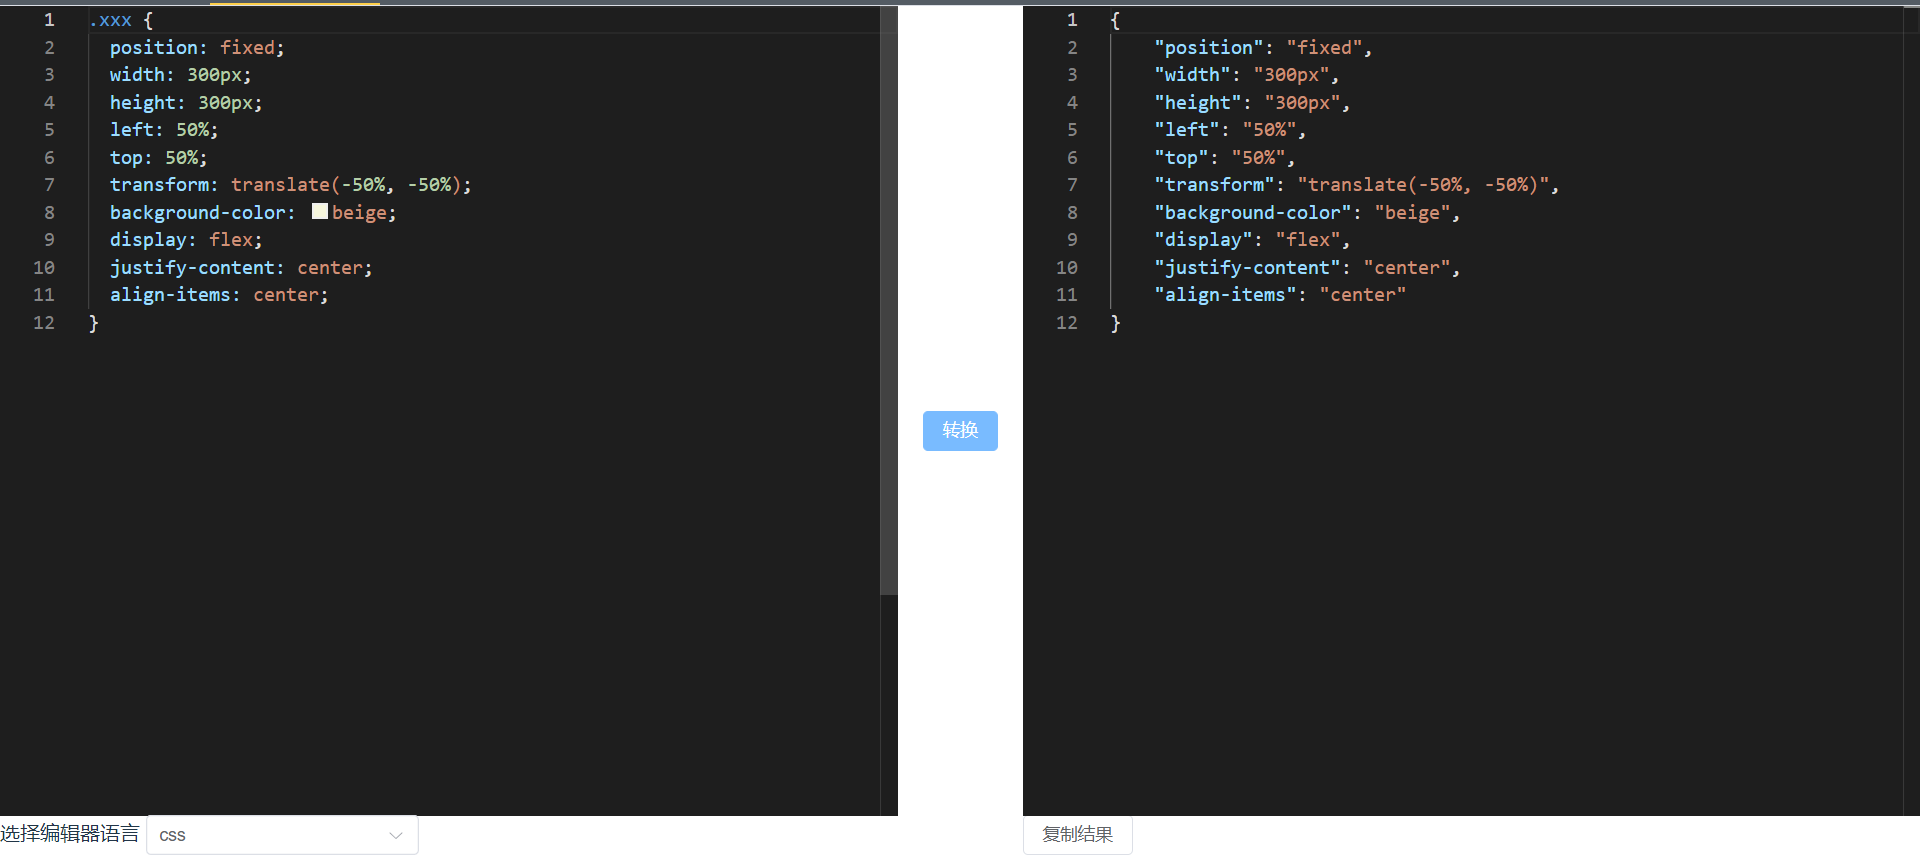 1 .xxx {
2 position: fixed;
3 width: 300px;
4 height: 300px;
5 left: 50%;
6 top: 50%;
7 transform: translate(-50%, -50%);
8 background-color: beige;
9 display: flex;
10 justify-content: center;
11 align-items: center;
12 }
转换
1 {
2 "position": "fixed",
3 "width": "300px",
4 "height": "300px",
5 "left": "50%",
6 "top": "50%",
7 "transform": "translate(-50%, -50%)",
8 "background-color": "beige",
9 "display": "flex",
10 "justify-content": "center",
11 "align-items": "center"
12 }
选择编辑器语言 css
复制结果